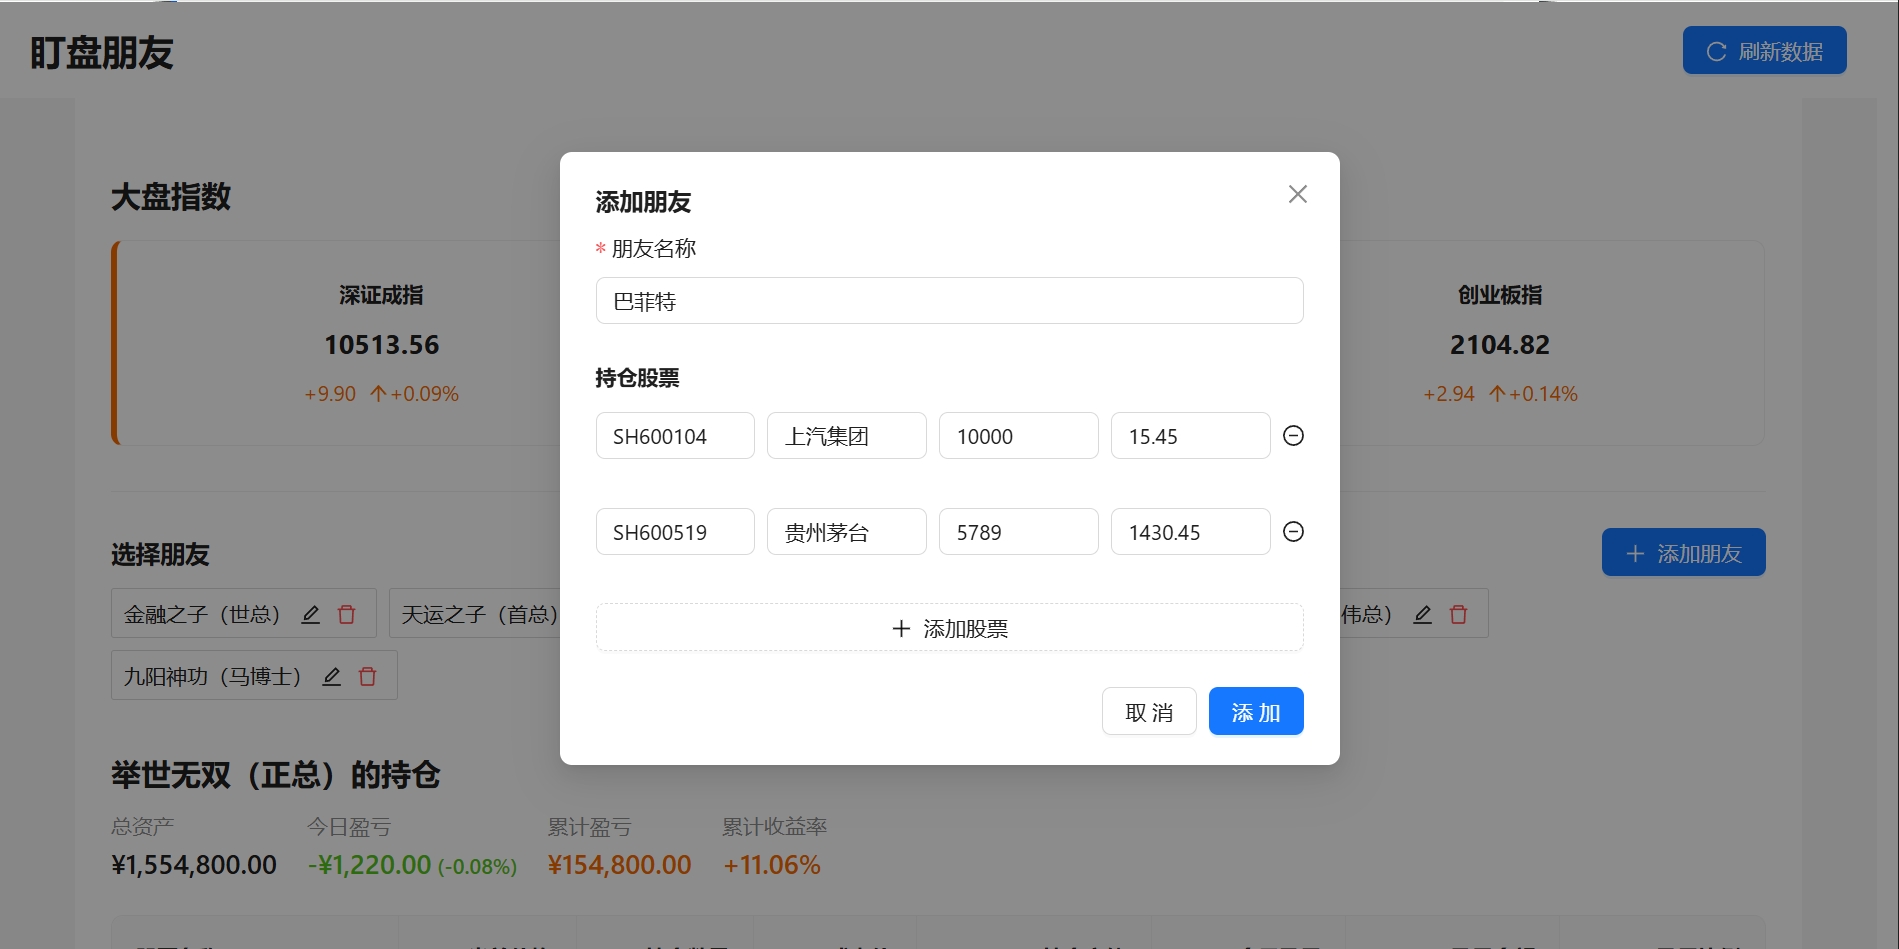 盯盘朋友
刷新数据
大盘指数
深证成指
10513.56
+9.90 ↑+0.09%
创业板指
2104.82
+2.94 ↑+0.14%
添加朋友
* 朋友名称
巴菲特
持仓股票
SH600104 上汽集团 10000 15.45
SH600519 贵州茅台 5789 1430.45
+ 添加股票
取 消 添 加
选择朋友
+ 添加朋友
金融之子（世总） 天运之子（首总） 伟总）
九阳神功（马博士）
举世无双（正总）的持仓
总资产 今日盈亏 累计盈亏 累计收益率
¥1,554,800.00 -¥1,220.00 (-0.08%) ¥154,800.00 +11.06%